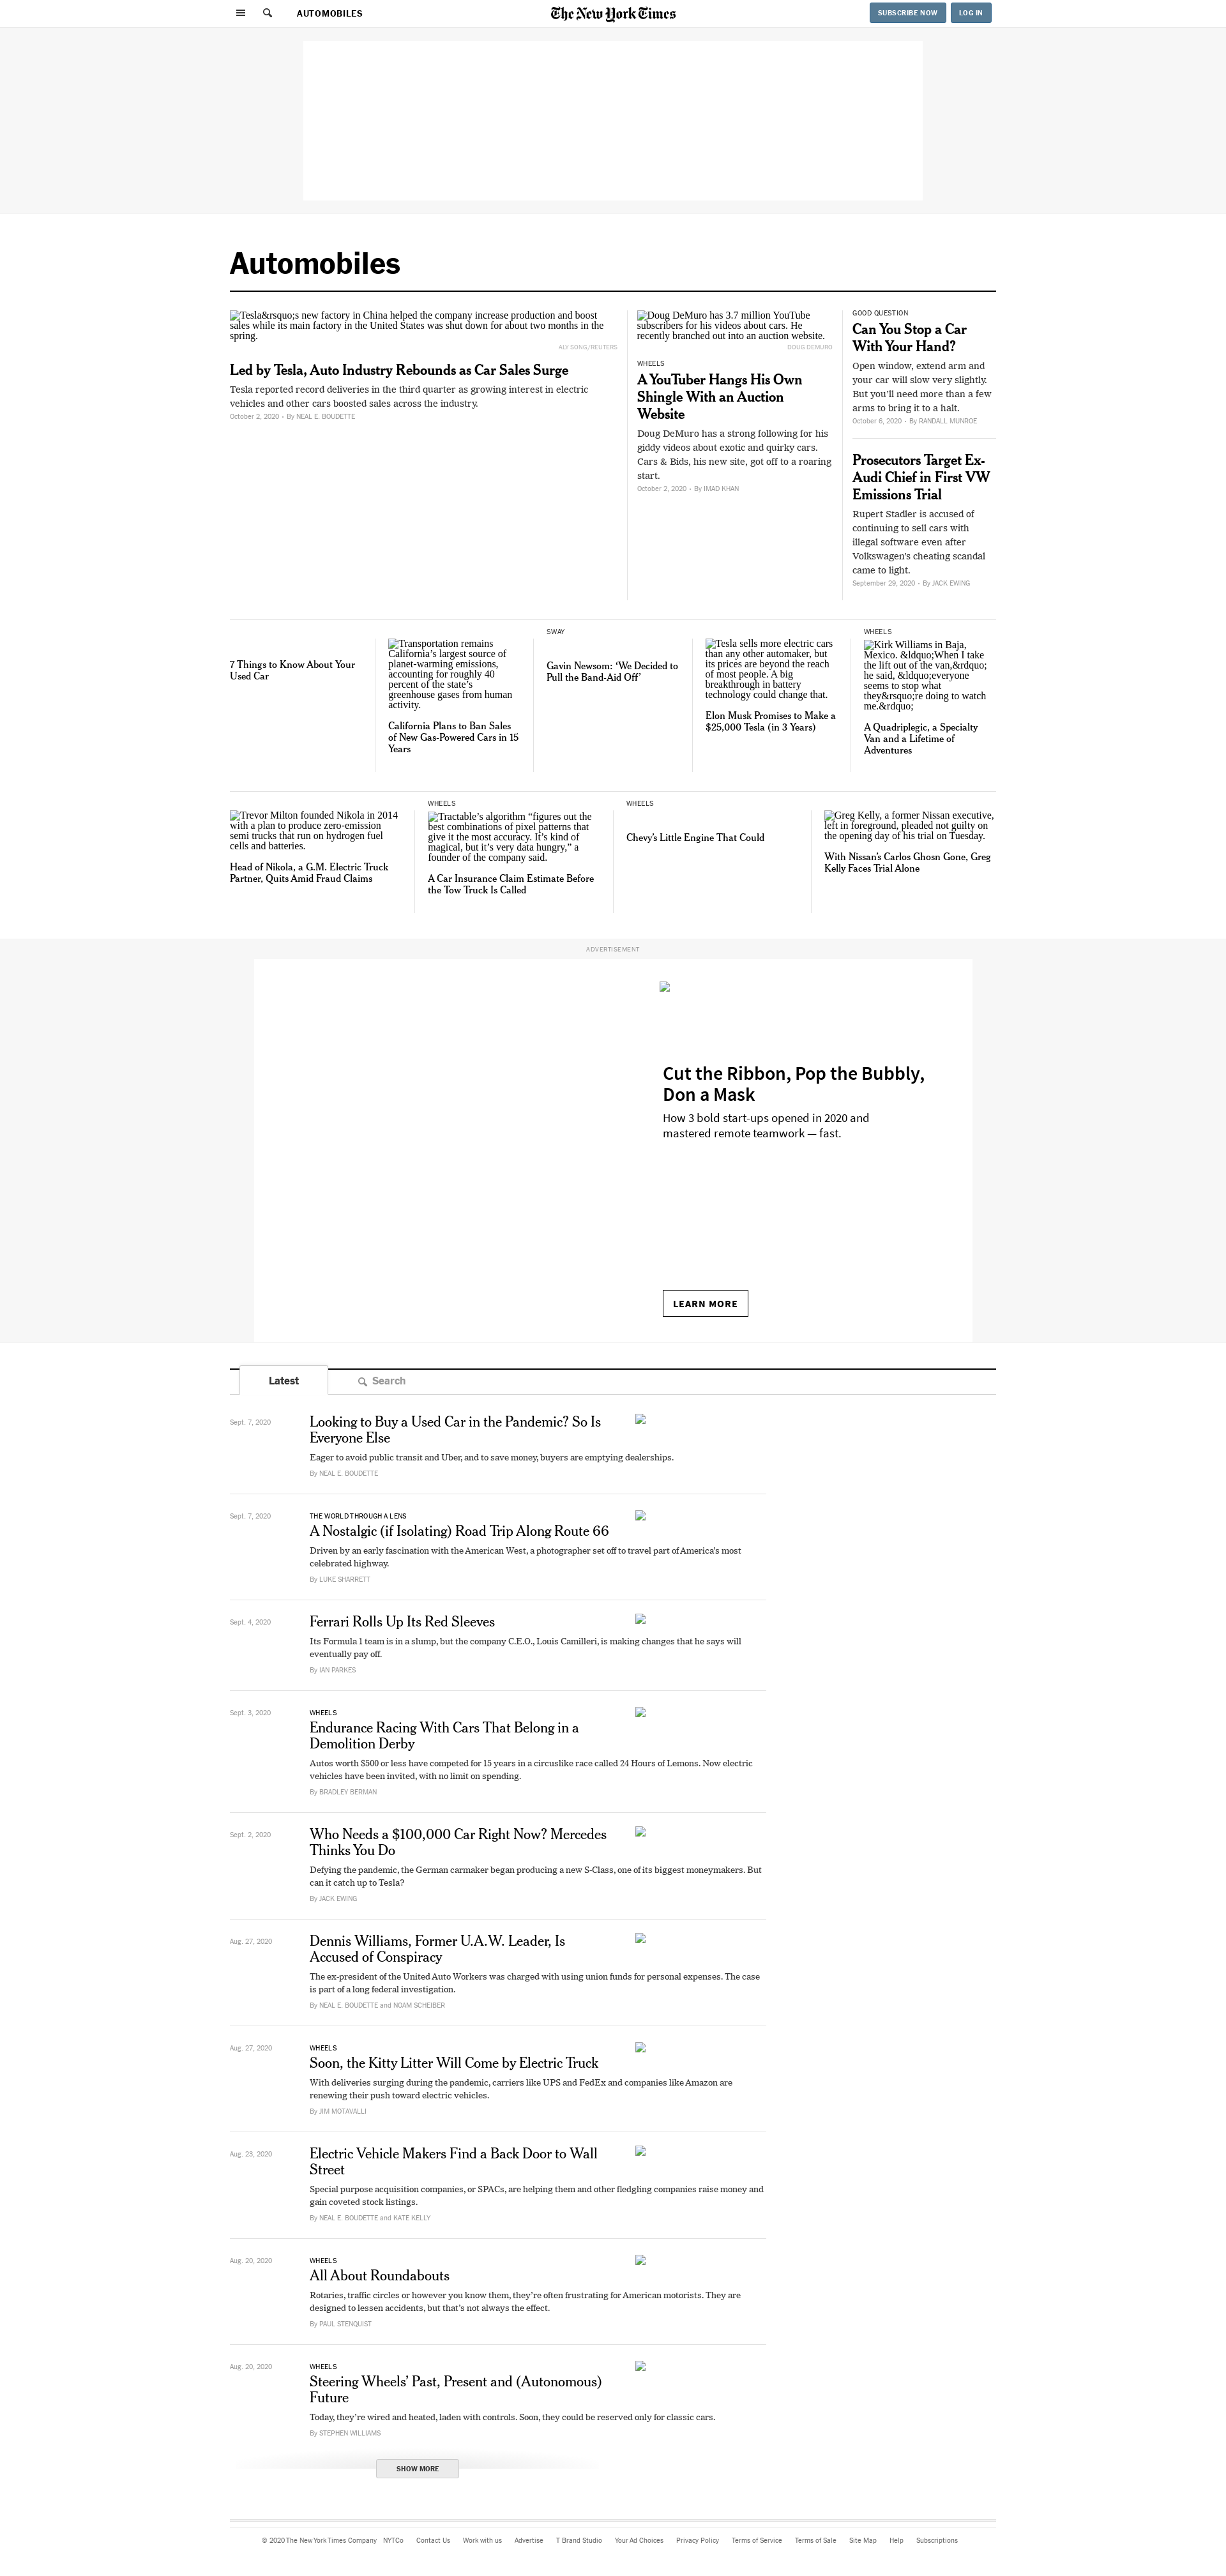 AUTOMOBILES
The New York Times
SUBSCRIBE NOW
LOG IN
Automobiles
Tesla&rsquo;s new factory in China helped the company increase production and boost
sales while its main factory in the United States was shut down for about two months in the
spring.
ALY SONG/REUTERS
Led by Tesla, Auto Industry Rebounds as Car Sales Surge
Tesla reported record deliveries in the third quarter as growing interest in electric
vehicles and other cars boosted sales across the industry.
October 2, 2020 - By NEAL E. BOUDETTE
Doug DeMuro has 3.7 million YouTube
subscribers for his videos about cars. He
recently branched out into an auction website.
DOUG DEMURO
WHEELS
A YouTuber Hangs His Own
Shingle With an Auction
Website
Doug DeMuro has a strong following for his
giddy videos about exotic and quirky cars.
Cars & Bids, his new site, got off to a roaring
start.
October 2, 2020 - By IMAD KHAN
GOOD QUESTION
Can You Stop a Car
With Your Hand?
Open window, extend arm and
your car will slow very slightly.
But you'll need more than a few
arms to bring it to a halt.
October 6, 2020 - By RANDALL MUNROE
Prosecutors Target Ex-
Audi Chief in First VW
Emissions Trial
Rupert Stadler is accused of
continuing to sell cars with
illegal software even after
Volkswagen's cheating scandal
came to light.
September 29, 2020 - By JACK EWING
7 Things to Know About Your
Used Car
Transportation remains
California's largest source of
planet-warming emissions,
accounting for roughly 40
percent of the state's
greenhouse gases from human
activity.
California Plans to Ban Sales
of New Gas-Powered Cars in 15
Years
SWAY
Gavin Newsom: 'We Decided to
Pull the Band-Aid Off'
Tesla sells more electric cars
than any other automaker, but
its prices are beyond the reach
of most people. A big
breakthrough in battery
technology could change that.
Elon Musk Promises to Make a
$25,000 Tesla (in 3 Years)
WHEELS
Kirk Williams in Baja,
Mexico. &ldquo;When I take
the lift out of the van,&rdquo;
he said, &ldquo;everyone
seems to stop what
they&rsquo;re doing to watch
me.&rdquo;
A Quadriplegic, a Specialty
Van and a Lifetime of
Adventures
Trevor Milton founded Nikola in 2014
with a plan to produce zero-emission
semi trucks that run on hydrogen fuel
cells and batteries.
Head of Nikola, a G.M. Electric Truck
Partner, Quits Amid Fraud Claims
WHEELS
Tractable's algorithm "figures out the
best combinations of pixel patterns that
give it the most accuracy. It's kind of
magical, but it's very data hungry," a
founder of the company said.
A Car Insurance Claim Estimate Before
the Tow Truck Is Called
WHEELS
Chevy's Little Engine That Could
Greg Kelly, a former Nissan executive,
left in foreground, pleaded not guilty on
the opening day of his trial on Tuesday.
With Nissan's Carlos Ghosn Gone, Greg
Kelly Faces Trial Alone
ADVERTISEMENT
Cut the Ribbon, Pop the Bubbly,
Don a Mask
How 3 bold start-ups opened in 2020 and
mastered remote teamwork — fast.
LEARN MORE
Latest
Search
Sept. 7, 2020
Looking to Buy a Used Car in the Pandemic? So Is
Everyone Else
Eager to avoid public transit and Uber, and to save money, buyers are emptying dealerships.
By NEAL E. BOUDETTE
Sept. 7, 2020
THE WORLD THROUGH A LENS
A Nostalgic (if Isolating) Road Trip Along Route 66
Driven by an early fascination with the American West, a photographer set off to travel part of America's most
celebrated highway.
By LUKE SHARRETT
Sept. 4, 2020
Ferrari Rolls Up Its Red Sleeves
Its Formula 1 team is in a slump, but the company C.E.O., Louis Camilleri, is making changes that he says will
eventually pay off.
By IAN PARKES
Sept. 3, 2020
WHEELS
Endurance Racing With Cars That Belong in a
Demolition Derby
Autos worth $500 or less have competed for 15 years in a circuslike race called 24 Hours of Lemons. Now electric
vehicles have been invited, with no limit on spending.
By BRADLEY BERMAN
Sept. 2, 2020
Who Needs a $100,000 Car Right Now? Mercedes
Thinks You Do
Defying the pandemic, the German carmaker began producing a new S-Class, one of its biggest moneymakers. But
can it catch up to Tesla?
By JACK EWING
Aug. 27, 2020
Dennis Williams, Former U.A.W. Leader, Is
Accused of Conspiracy
The ex-president of the United Auto Workers was charged with using union funds for personal expenses. The case
is part of a long federal investigation.
By NEAL E. BOUDETTE and NOAM SCHEIBER
Aug. 27, 2020
WHEELS
Soon, the Kitty Litter Will Come by Electric Truck
With deliveries surging during the pandemic, carriers like UPS and FedEx and companies like Amazon are
renewing their push toward electric vehicles.
By JIM MOTAVALLI
Aug. 23, 2020
Electric Vehicle Makers Find a Back Door to Wall
Street
Special purpose acquisition companies, or SPACs, are helping them and other fledgling companies raise money and
gain coveted stock listings.
By NEAL E. BOUDETTE and KATE KELLY
Aug. 20, 2020
WHEELS
All About Roundabouts
Rotaries, traffic circles or however you know them, they're often frustrating for American motorists. They are
designed to lessen accidents, but that's not always the effect.
By PAUL STENQUIST
Aug. 20, 2020
WHEELS
Steering Wheels' Past, Present and (Autonomous)
Future
Today, they're wired and heated, laden with controls. Soon, they could be reserved only for classic cars.
By STEPHEN WILLIAMS
SHOW MORE
© 2020 The New York Times Company NYTCo Contact Us Work with us Advertise T Brand Studio Your Ad Choices Privacy Policy Terms of Service Terms of Sale Site Map Help Subscriptions